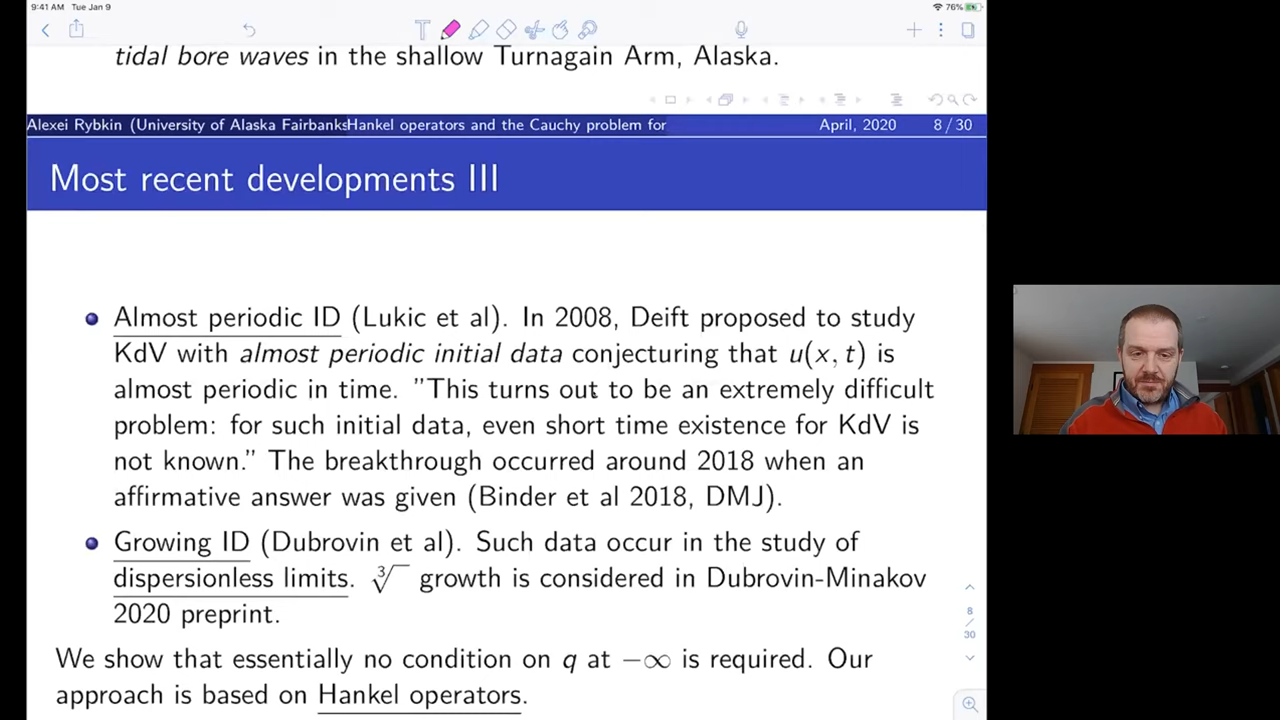 9:41 AM Tue Jan 9
76%
tidal bore waves in the shallow Turnagain Arm, Alaska.
Alexei Rybkin (University of Alaska Fairbanks Hankel operators and the Cauchy problem for April, 2020 8 / 30
Most recent developments III
Almost periodic ID (Lukic et al). In 2008, Deift proposed to study
KdV with almost periodic initial data conjecturing that u(x, t) is
almost periodic in time. "This turns out to be an extremely difficult
problem: for such initial data, even short time existence for KdV is
not known." The breakthrough occurred around 2018 when an
affirmative answer was given (Binder et al 2018, DMJ).
Growing ID (Dubrovin et al). Such data occur in the study of
dispersionless limits. ∛ growth is considered in Dubrovin-Minakov
2020 preprint.
We show that essentially no condition on q at −∞ is required. Our
approach is based on Hankel operators.
8
/
30